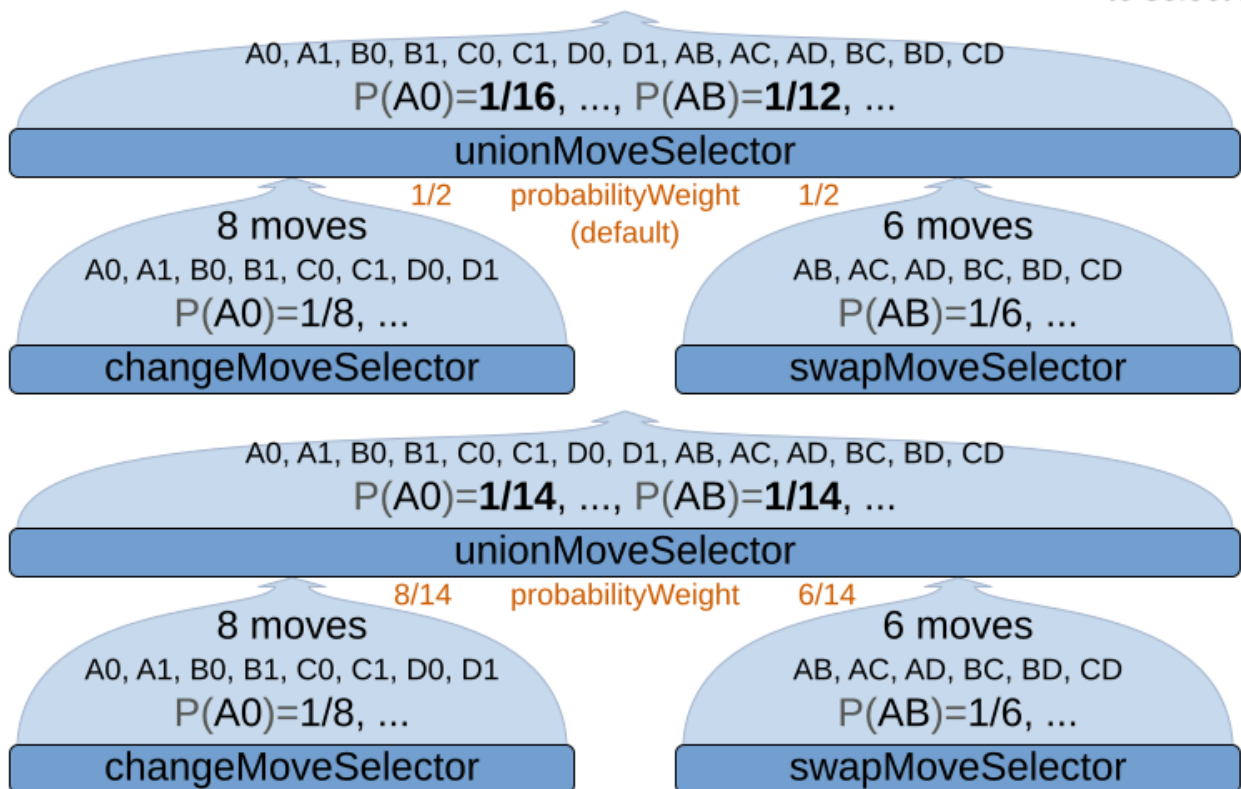 A0, A1, B0, B1, C0, C1, D0, D1, AB, AC, AD, BC, BD, CD
P(A0)=1/16, ..., P(AB)=1/12, ...
unionMoveSelector
1/2 probabilityWeight 1/2
(default)
8 moves
A0, A1, B0, B1, C0, C1, D0, D1
P(A0)=1/8, ...
changeMoveSelector
6 moves
AB, AC, AD, BC, BD, CD
P(AB)=1/6, ...
swapMoveSelector
A0, A1, B0, B1, C0, C1, D0, D1, AB, AC, AD, BC, BD, CD
P(A0)=1/14, ..., P(AB)=1/14, ...
unionMoveSelector
8/14 probabilityWeight 6/14
8 moves
A0, A1, B0, B1, C0, C1, D0, D1
P(A0)=1/8, ...
changeMoveSelector
6 moves
AB, AC, AD, BC, BD, CD
P(AB)=1/6, ...
swapMoveSelector